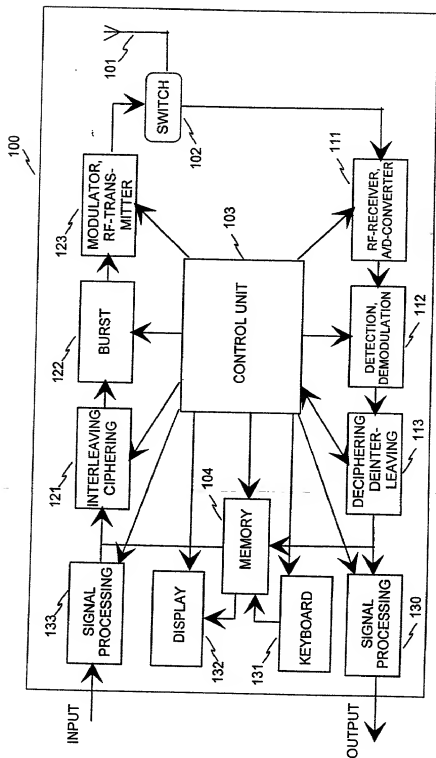 100
101
SWITCH
102
123
MODULATOR,
RF-TRANS-
MITTER
122
BURST
121
INTERLEAVING
CIPHERING
133
SIGNAL
PROCESSING
INPUT
103
CONTROL UNIT
104
MEMORY
DISPLAY
132
KEYBOARD
131
111
RF-RECEIVER,
A/D-CONVERTER
DETECTION,
DEMODULATION
112
DECIPHERING
DEINTER-
LEAVING
113
SIGNAL
PROCESSING
130
OUTPUT